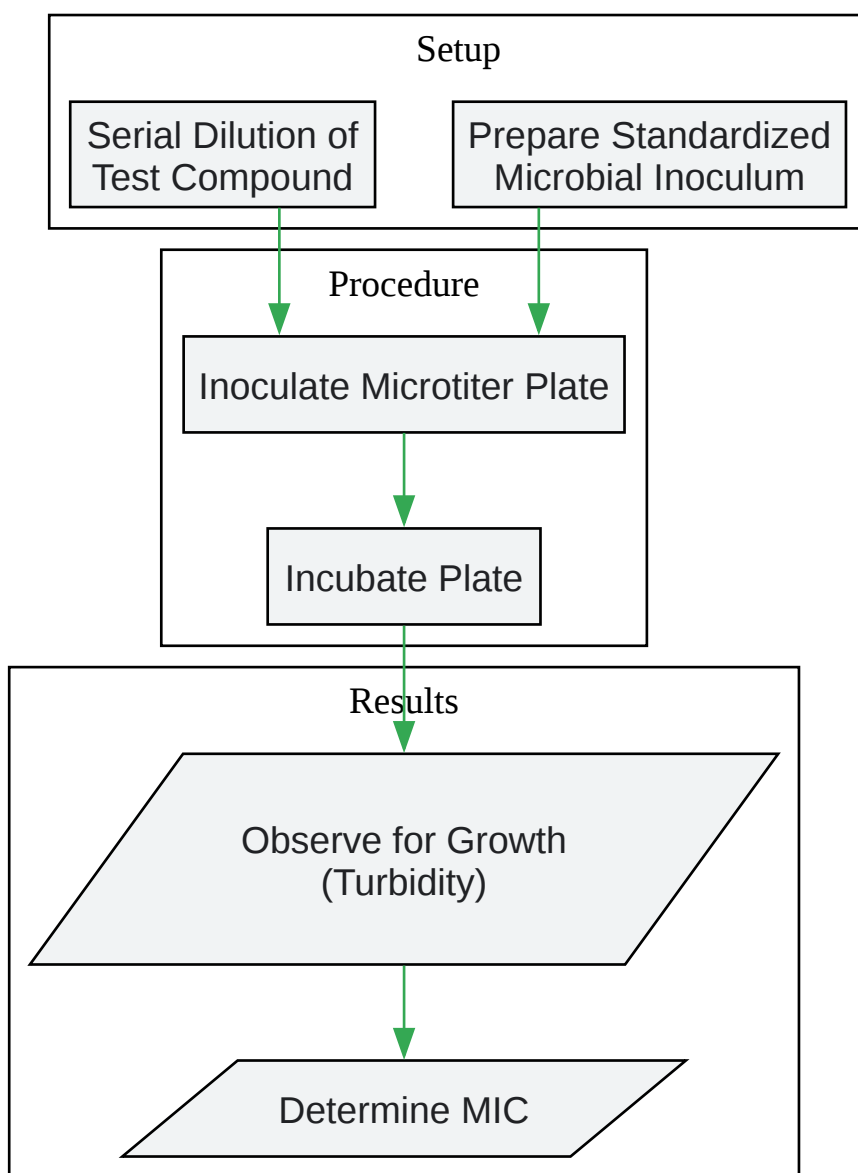 Setup
Serial Dilution of
Test Compound
Prepare Standardized
Microbial Inoculum
Procedure
Inoculate Microtiter Plate
Incubate Plate
Results
Observe for Growth
(Turbidity)
Determine MIC